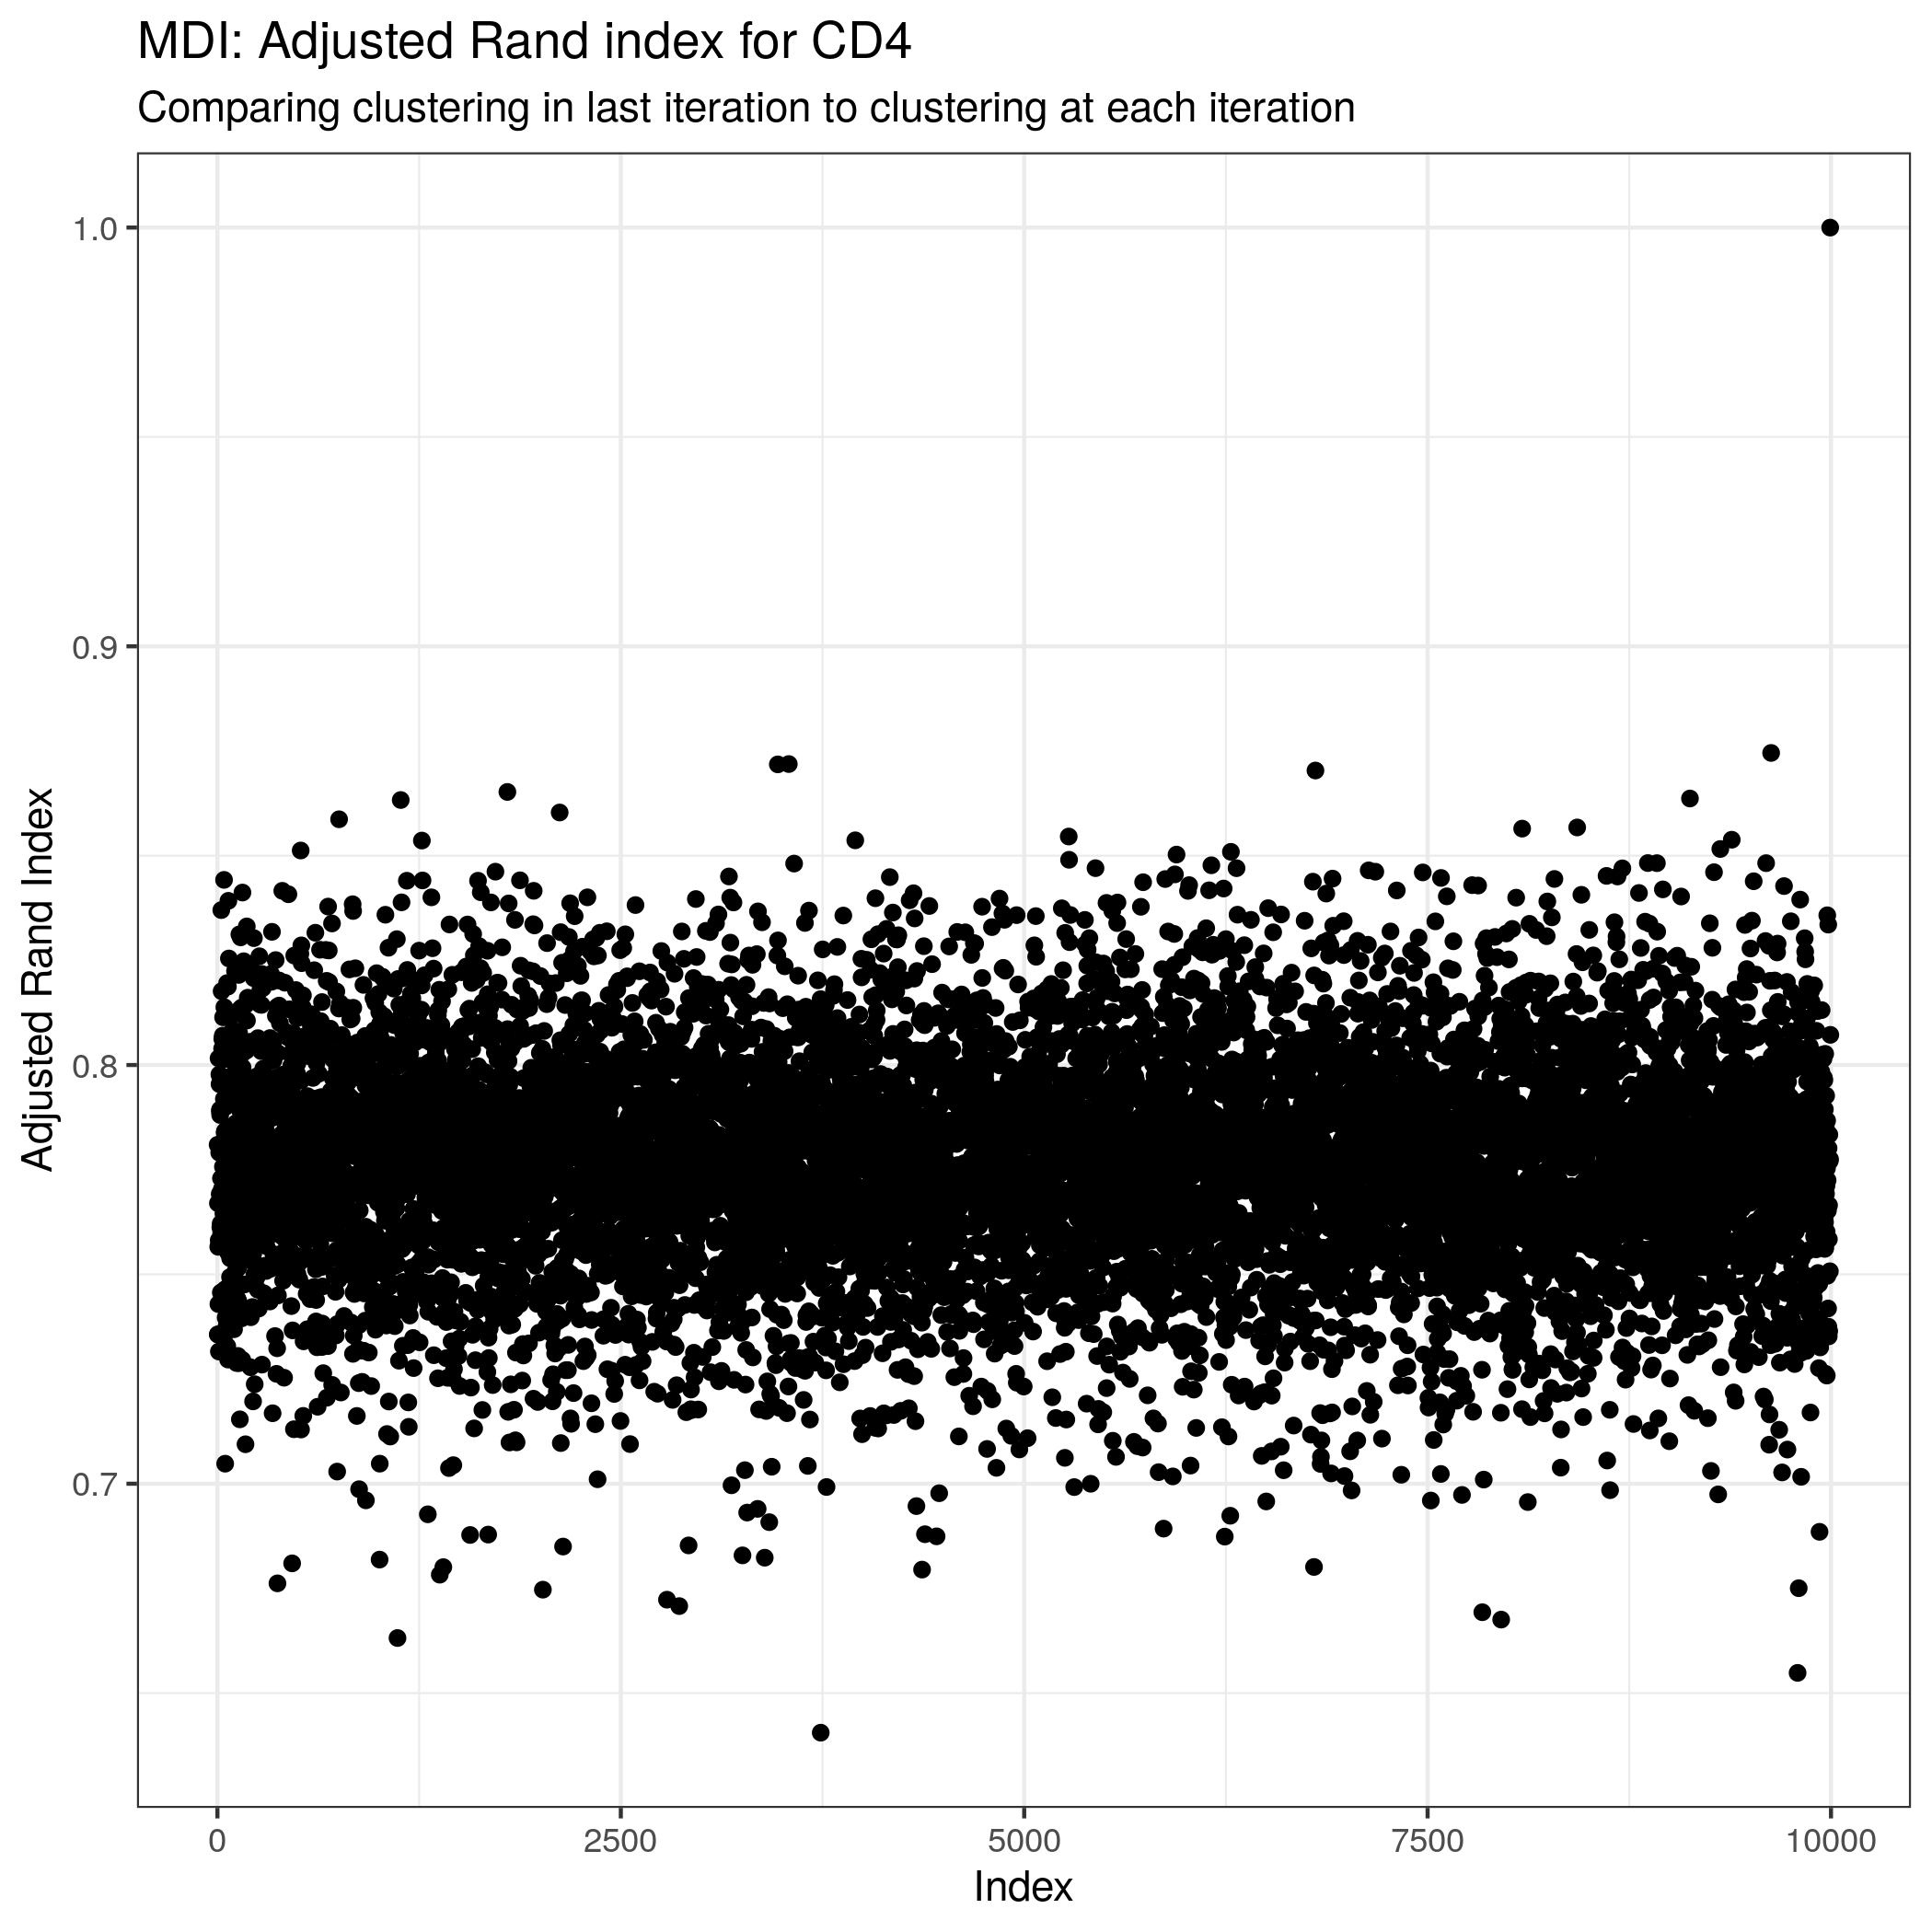 MDI: Adjusted Rand index for CD4
Comparing clustering in last iteration to clustering at each iteration
Adjusted Rand Index
1.0
0.9
0.8
0.7
0
2500
5000
7500
10000
Index